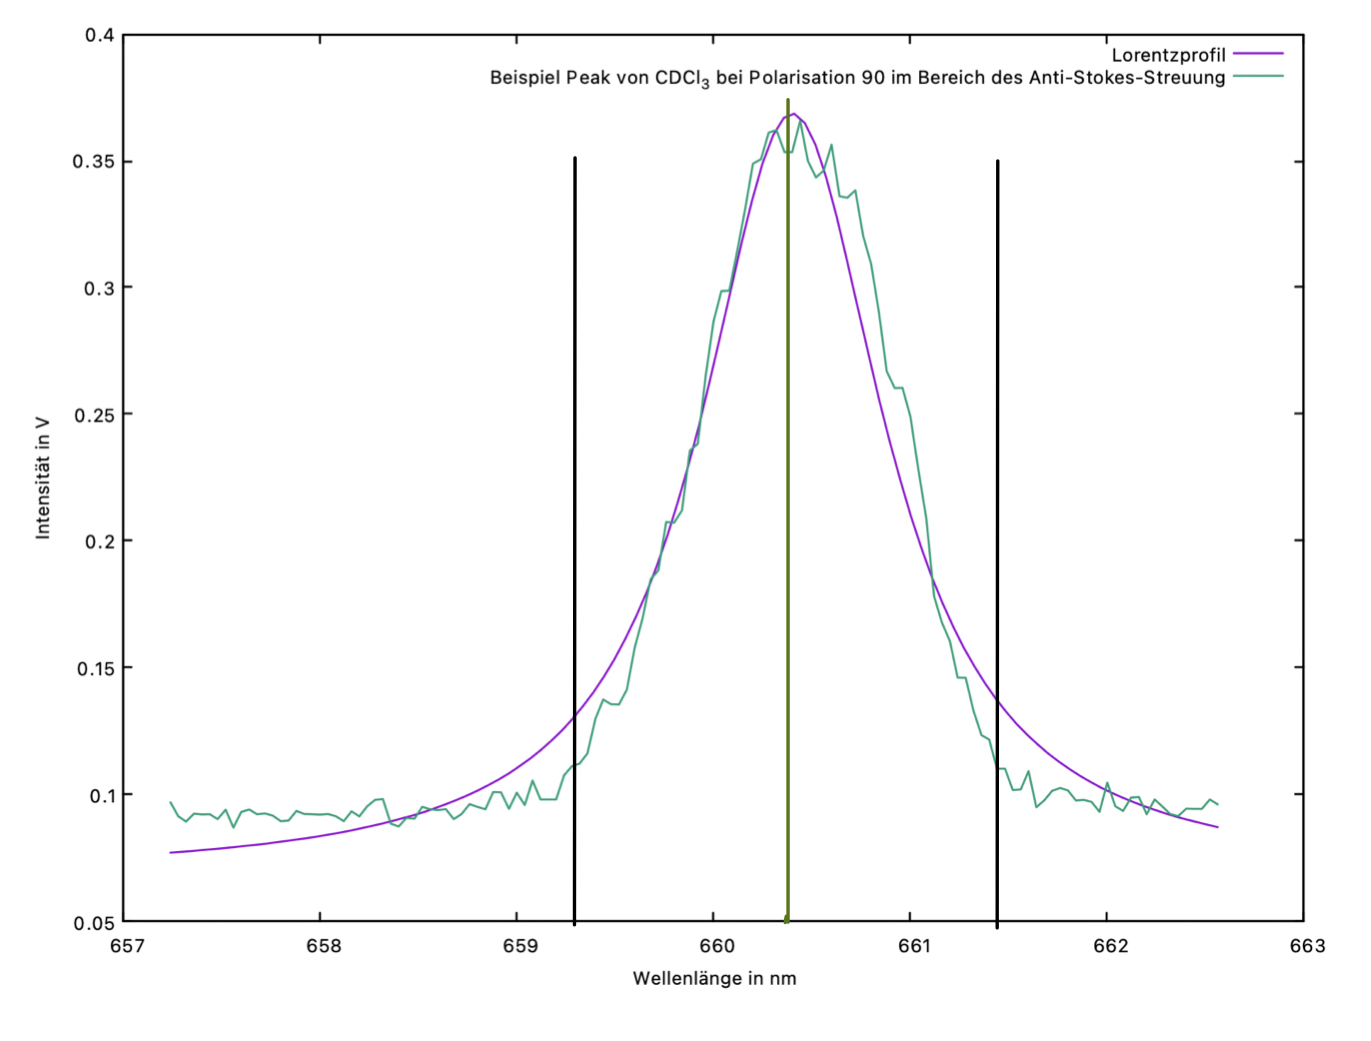 0.4
Lorentzprofil
Beispiel Peak von CDCl₃ bei Polarisation 90 im Bereich des Anti-Stokes-Streuung
0.35
0.3
0.25
Intensität in V
0.2
0.15
0.1
0.05
657 658 659 660 661 662 663
Wellenlänge in nm